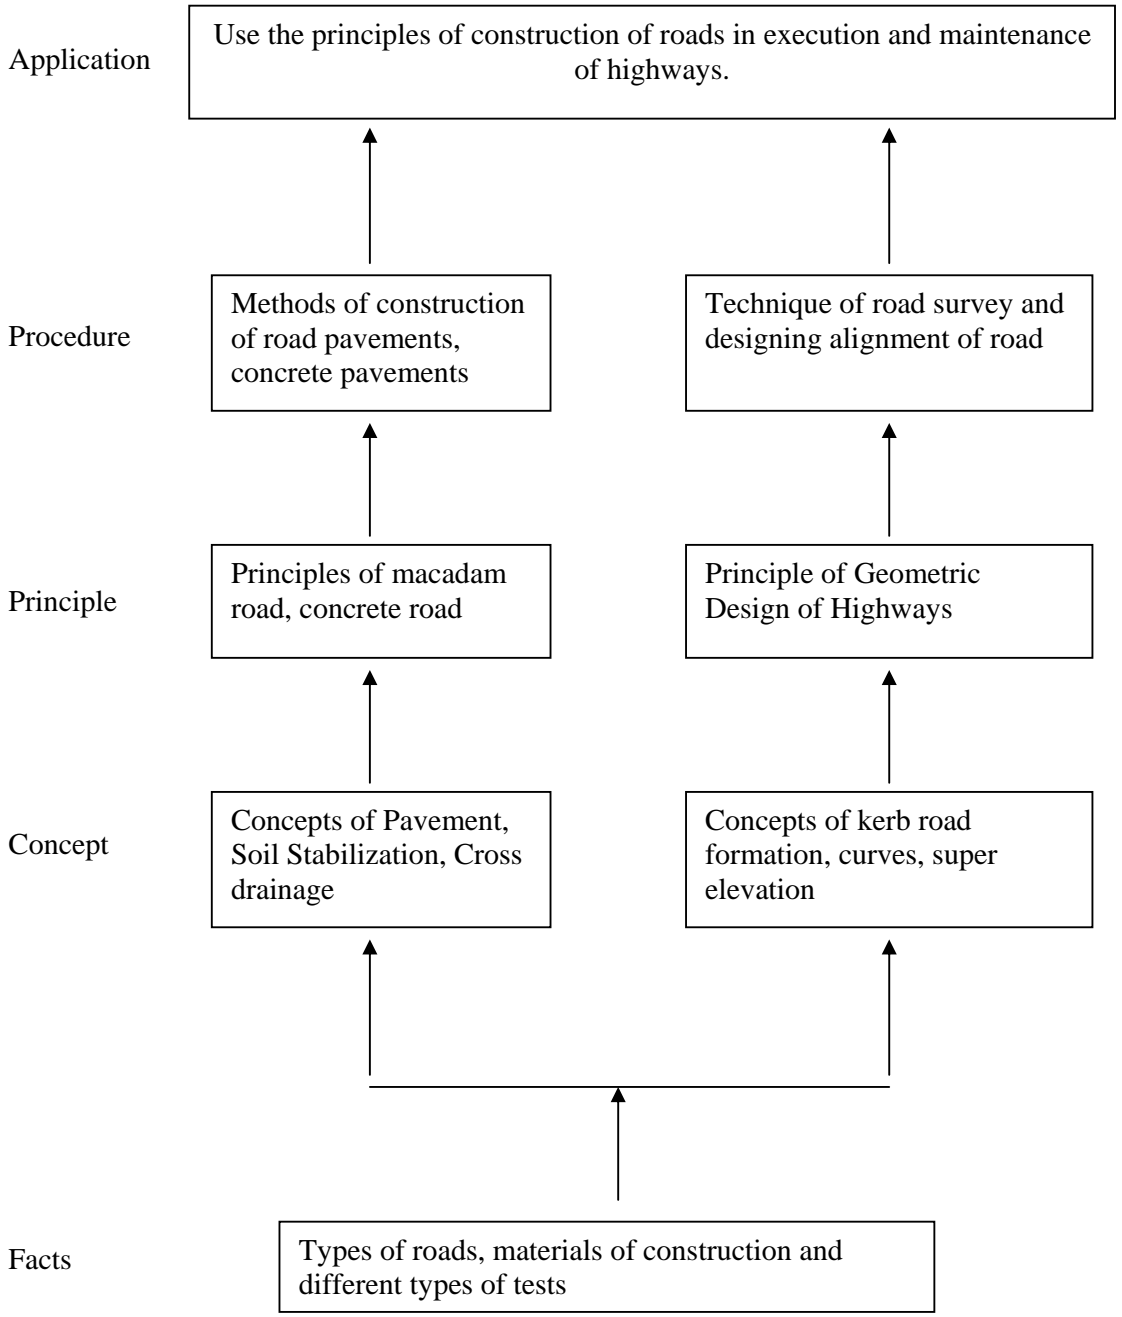 Application
Use the principles of construction of roads in execution and maintenance
of highways.
Procedure
Methods of construction
of road pavements,
concrete pavements
Technique of road survey and
designing alignment of road
Principle
Principles of macadam
road, concrete road
Principle of Geometric
Design of Highways
Concept
Concepts of Pavement,
Soil Stabilization, Cross
drainage
Concepts of kerb road
formation, curves, super
elevation
Facts
Types of roads, materials of construction and
different types of tests